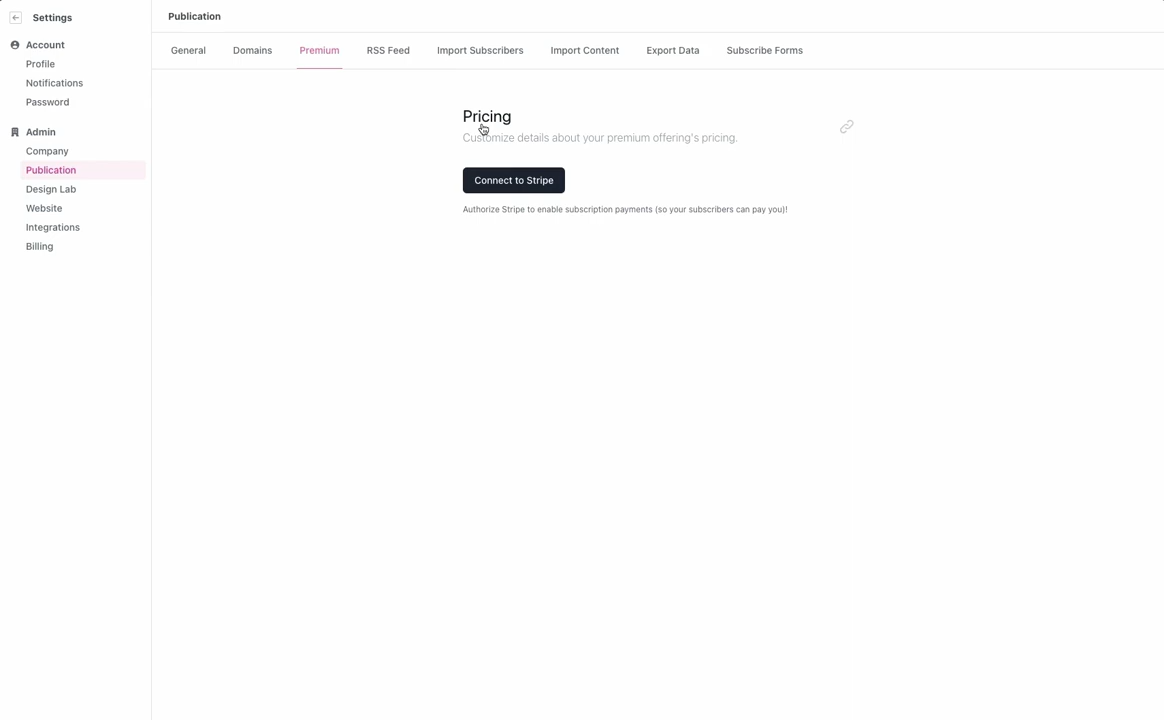 Settings
Account
Profile
Notifications
Password
Admin
Company
Publication
Design Lab
Website
Integrations
Billing
Publication
General Domains Premium RSS Feed Import Subscribers Import Content Export Data Subscribe Forms
Pricing
Customize details about your premium offering's pricing.
Connect to Stripe
Authorize Stripe to enable subscription payments (so your subscribers can pay you)!